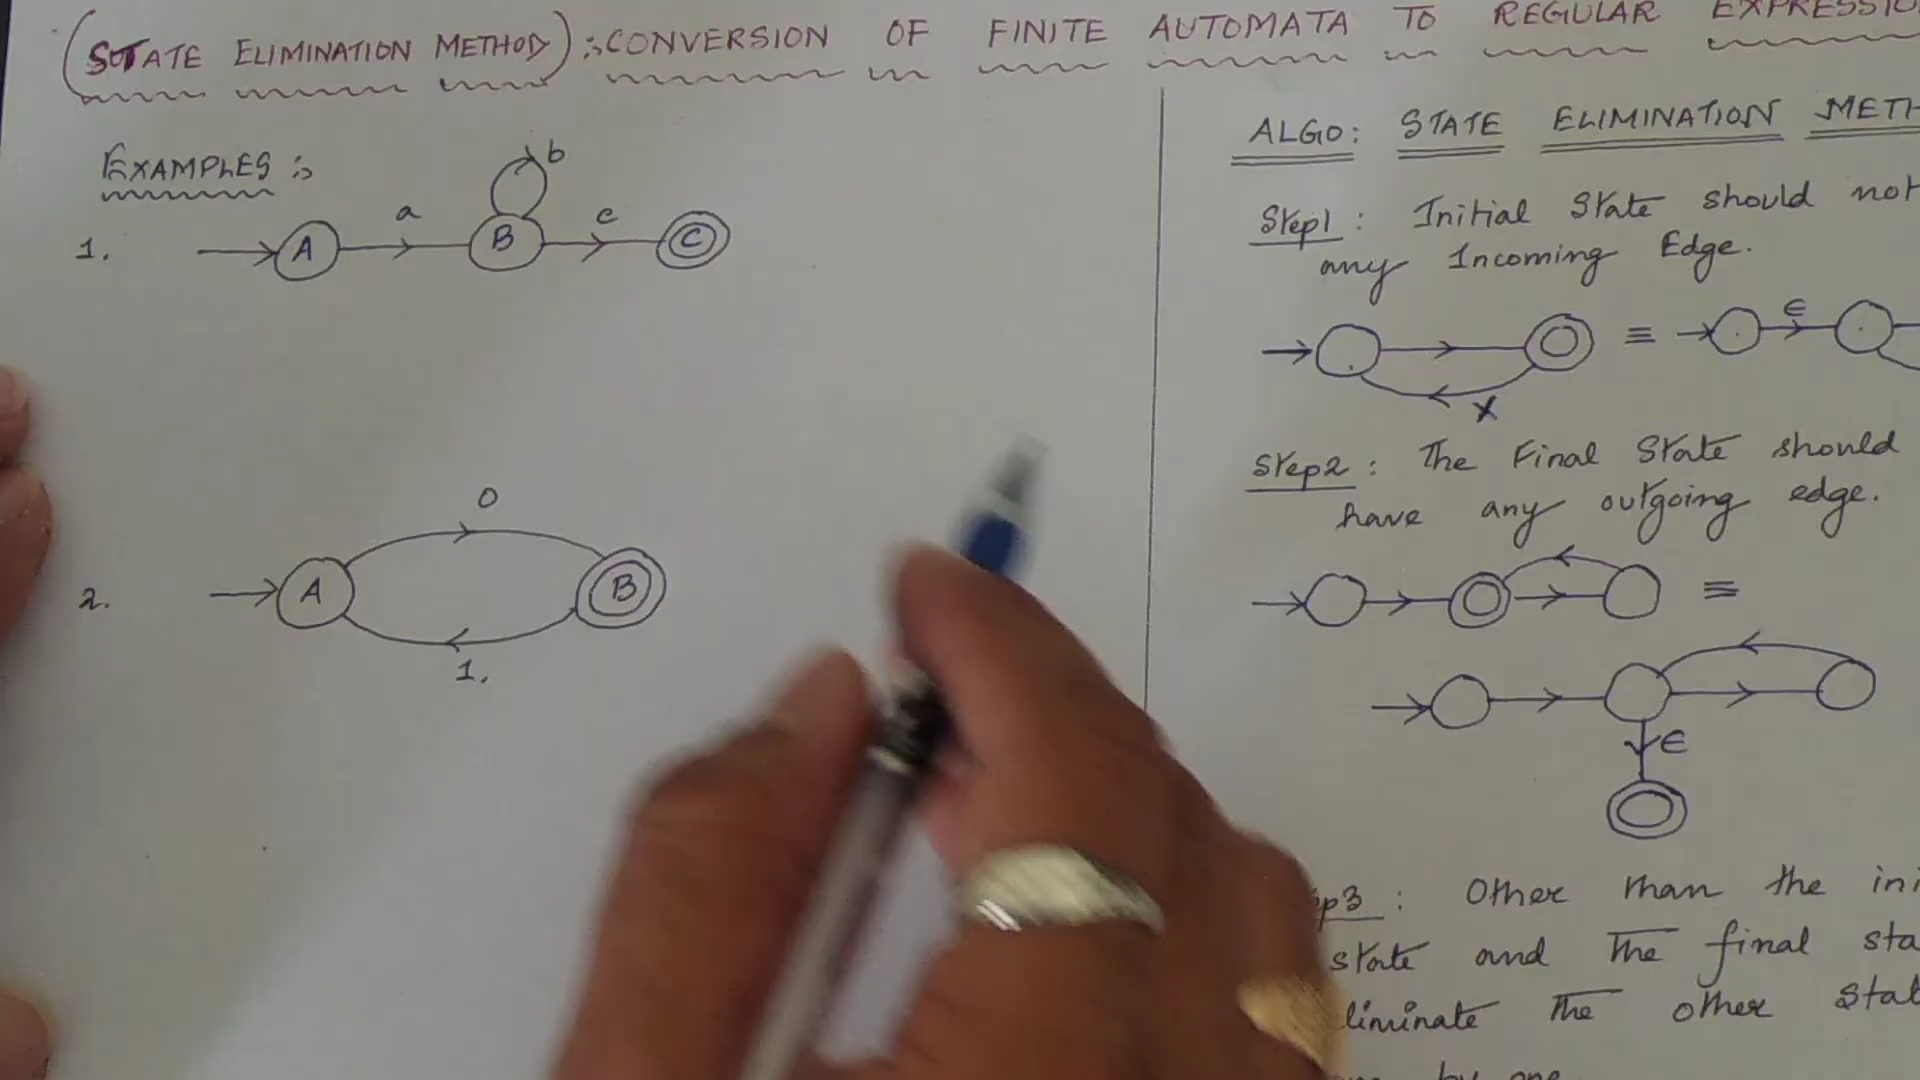 (STATE ELIMINATION METHOD) :- CONVERSION OF FINITE AUTOMATA TO REGULAR
EXAMPLES :-
1.
A a B b c C
2.
A 0 B
1.
ALGO: STATE ELIMINATION
Step1 : Initial State should not
any Incoming Edge.
≡ ϵ
X
Step2 : The Final State should
have any outgoing edge.
≡
ϵ
: Other than the
state and the final
the other
by one